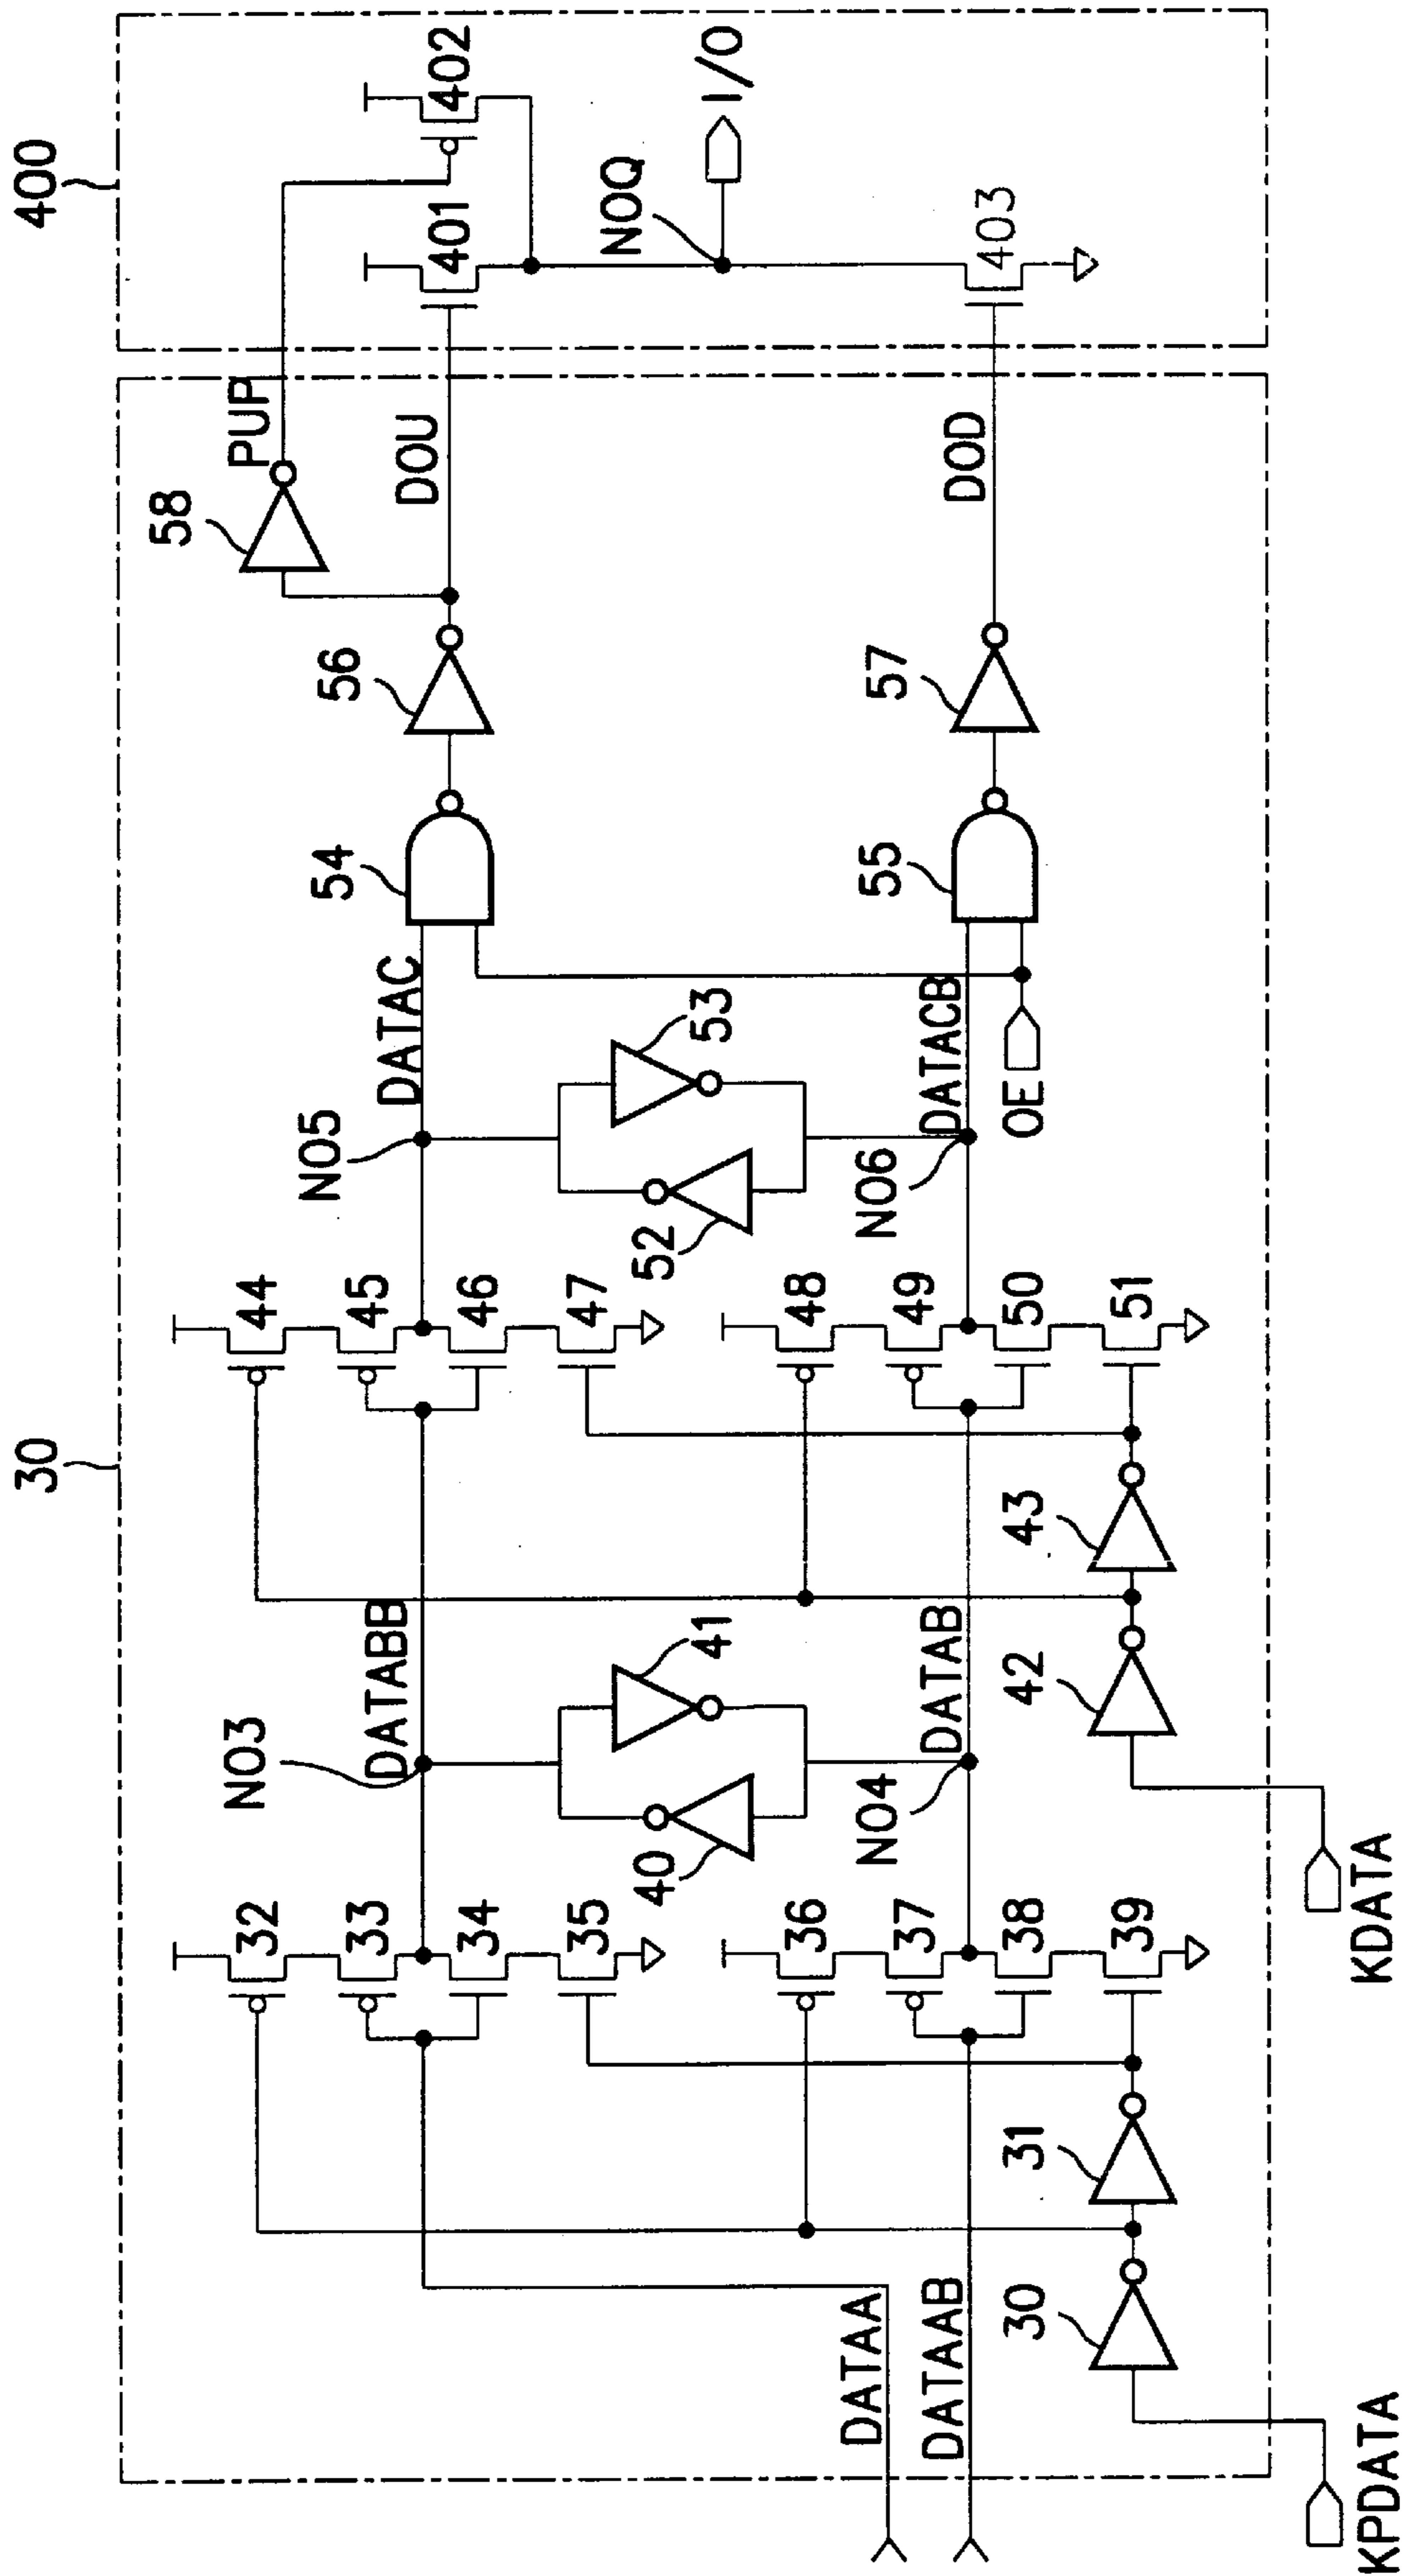 30
400
KPDATA
DATAA
DATAAB
30
31
32
33
34
35
36
37
38
39
NO3
DATABB
40
41
NO4
DATAB
KDATA
42
43
44
45
46
47
48
49
50
51
NO5
DATAC
52
53
NO6
DATACB
OE
54
55
56
57
58
PUP
DOU
DOD
401
402
403
NOQ
I/O